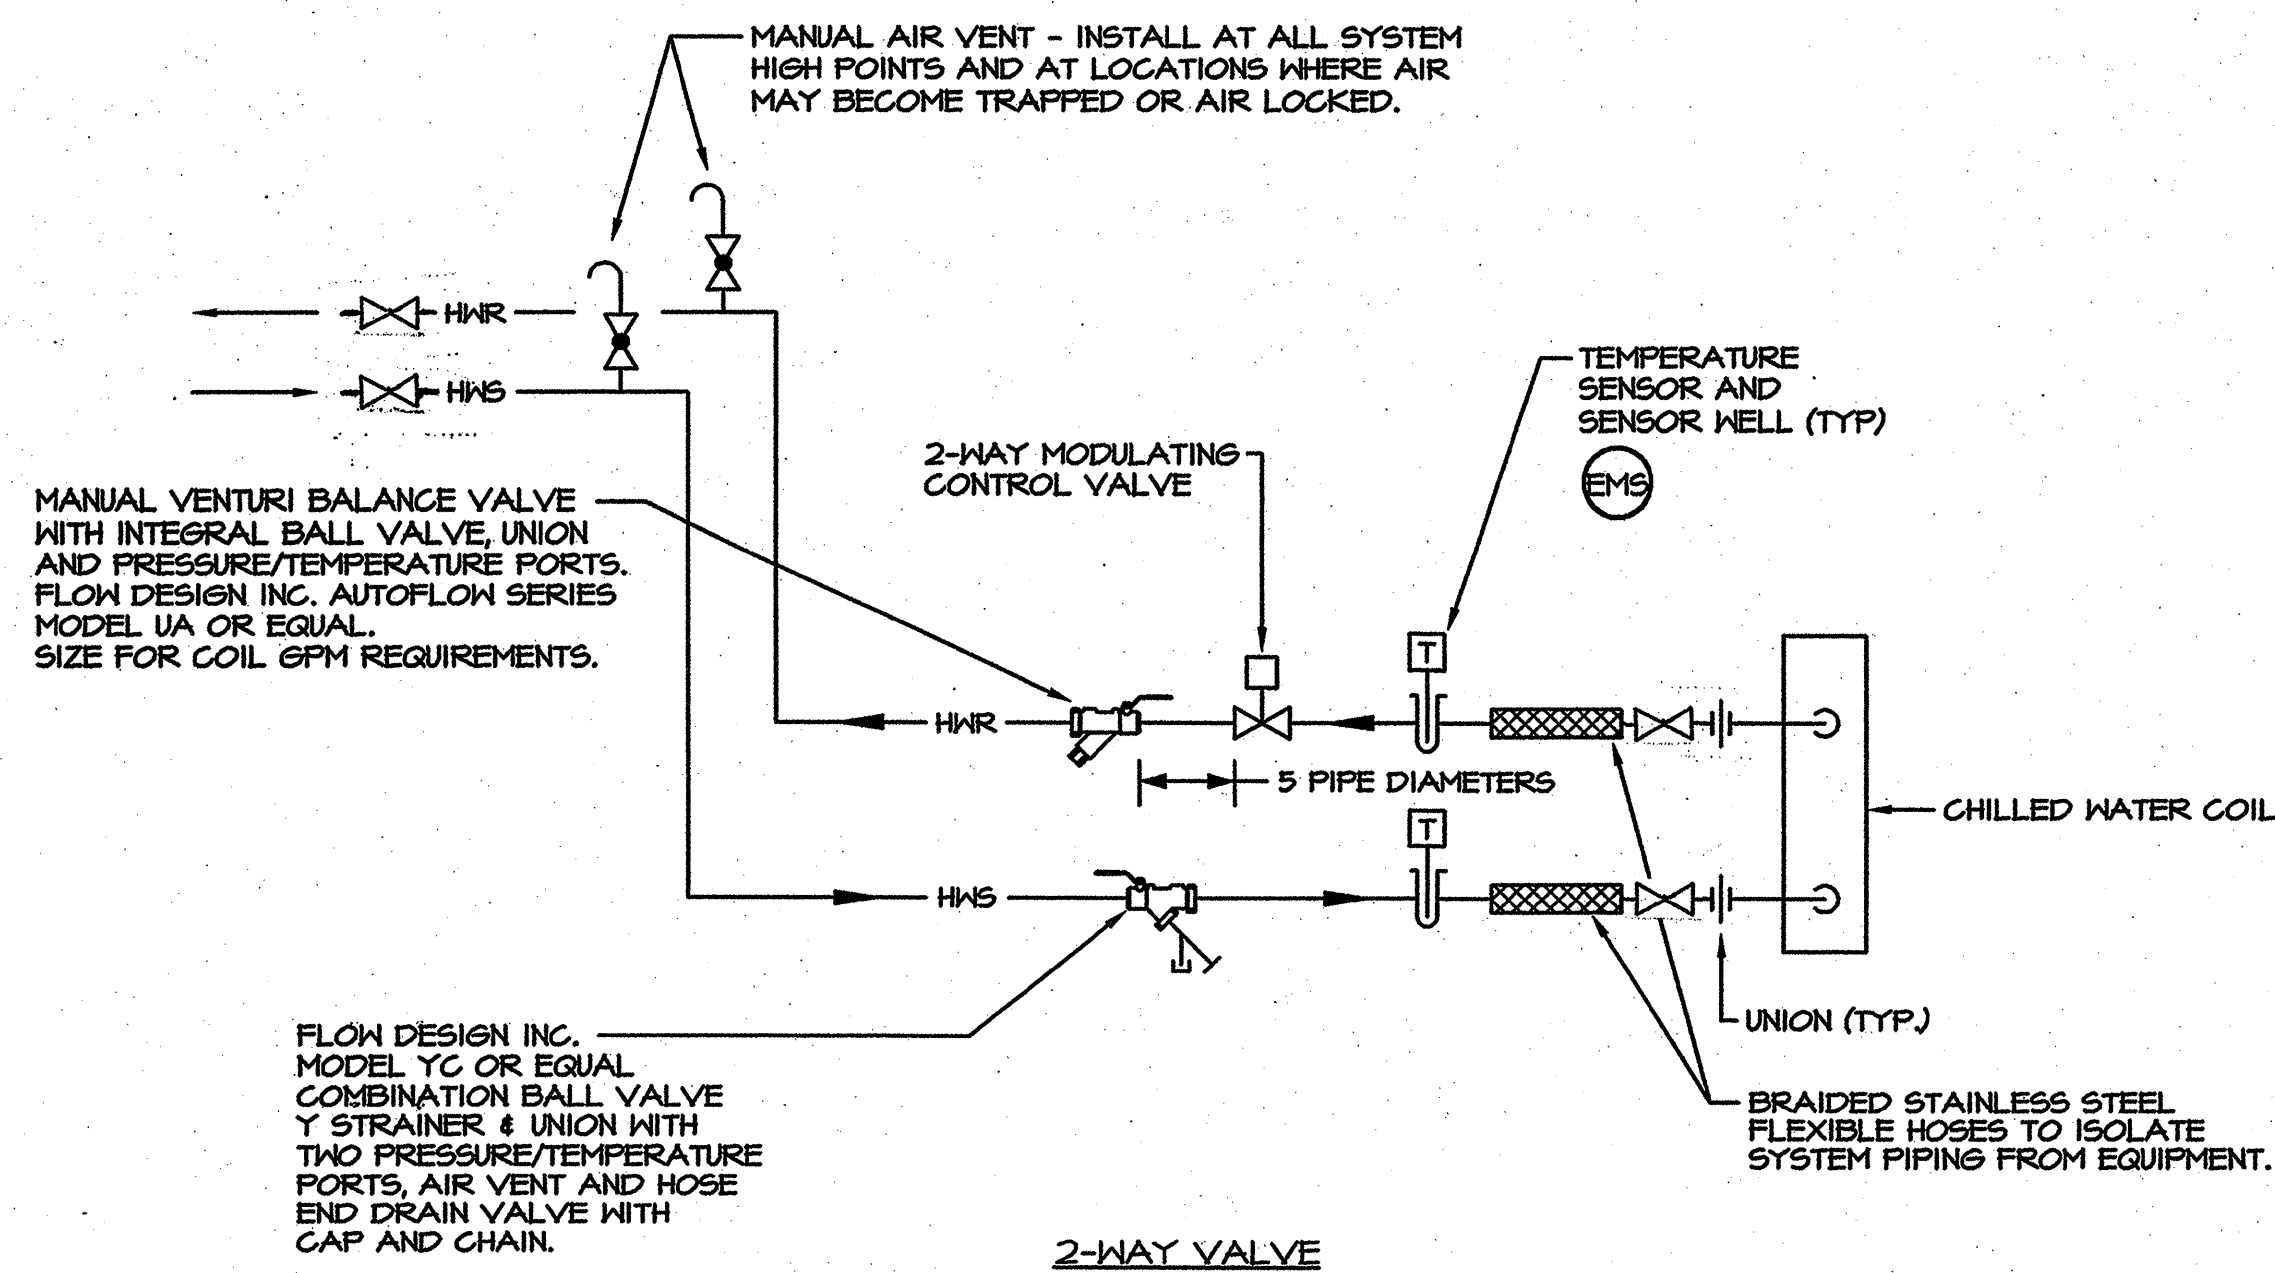 MANUAL AIR VENT - INSTALL AT ALL SYSTEM
HIGH POINTS AND AT LOCATIONS WHERE AIR
MAY BECOME TRAPPED OR AIR LOCKED.
HWR
HWS
TEMPERATURE
SENSOR AND
SENSOR WELL (TYP)
EMS
2-WAY MODULATING
CONTROL VALVE
MANUAL VENTURI BALANCE VALVE
WITH INTEGRAL BALL VALVE, UNION
AND PRESSURE/TEMPERATURE PORTS.
FLOW DESIGN INC. AUTOFLOW SERIES
MODEL UA OR EQUAL.
SIZE FOR COIL GPM REQUIREMENTS.
T
HWR
5 PIPE DIAMETERS
CHILLED WATER COIL
T
HWS
UNION (TYP.)
FLOW DESIGN INC.
MODEL YC OR EQUAL
COMBINATION BALL VALVE
Y STRAINER & UNION WITH
TWO PRESSURE/TEMPERATURE
PORTS, AIR VENT AND HOSE
END DRAIN VALVE WITH
CAP AND CHAIN.
BRAIDED STAINLESS STEEL
FLEXIBLE HOSES TO ISOLATE
SYSTEM PIPING FROM EQUIPMENT.
2-WAY VALVE